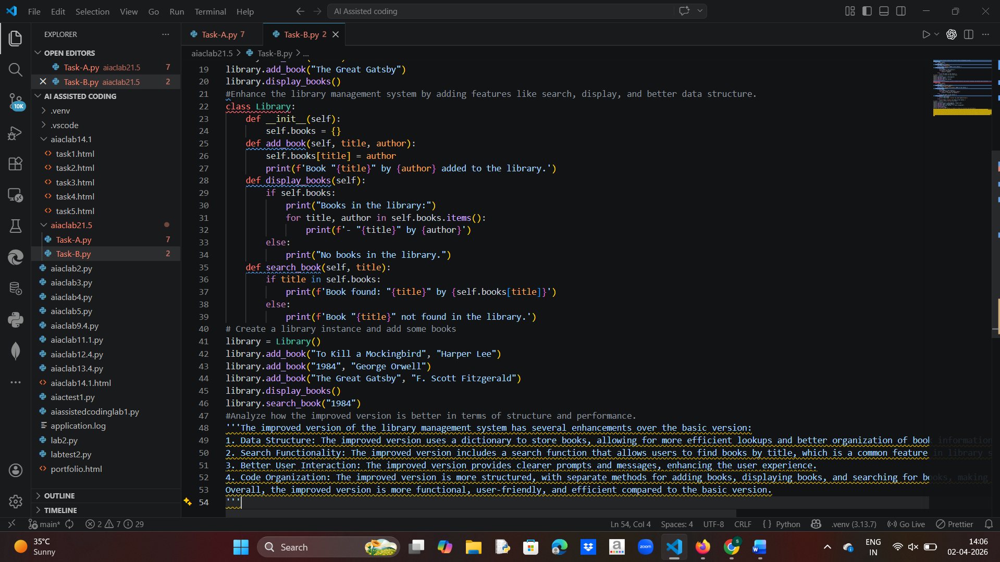 File Edit Selection View Go Run Terminal Help
AI Assisted coding
EXPLORER
OPEN EDITORS
Task-A.py aiaclab21.5 7
Task-B.py aiaclab21.5 2
AI ASSISTED CODING
.venv
.vscode
aiaclab14.1
task1.html
task2.html
task3.html
task4.html
task5.html
aiaclab21.5
Task-A.py 7
Task-B.py 2
aiaclab2.py
aiaclab3.py
aiaclab4.py
aiaclab5.py
aiaclab9.4.py
aiaclab11.1.py
aiaclab12.4.py
aiaclab13.4.py
aiaclab14.1.html
aiactest1.py
aiassistedcodinglab1.py
application.log
lab2.py
labtest2.py
portfolio.html
OUTLINE
TIMELINE
10K
Task-A.py 7
Task-B.py 2
aiaclab21.5 > Task-B.py > ...
19 library.add_book("The Great Gatsby")
20 library.display_books()
21 #Enhance the library management system by adding features like search, display, and better data structure.
22 class Library:
23 def __init__(self):
24 self.books = {}
25 def add_book(self, title, author):
26 self.books[title] = author
27 print(f'Book "{title}" by {author} added to the library.')
28 def display_books(self):
29 if self.books:
30 print("Books in the library:")
31 for title, author in self.books.items():
32 print(f'- "{title}" by {author}')
33 else:
34 print("No books in the library.")
35 def search_book(self, title):
36 if title in self.books:
37 print(f'Book found: "{title}" by {self.books[title]}')
38 else:
39 print(f'Book "{title}" not found in the library.')
40 # Create a library instance and add some books
41 library = Library()
42 library.add_book("To Kill a Mockingbird", "Harper Lee")
43 library.add_book("1984", "George Orwell")
44 library.add_book("The Great Gatsby", "F. Scott Fitzgerald")
45 library.display_books()
46 library.search_book("1984")
47 #Analyze how the improved version is better in terms of structure and performance.
48 '''The improved version of the library management system has several enhancements over the basic version:
49 1. Data Structure: The improved version uses a dictionary to store books, allowing for more efficient lookups and better organization of book information
50 2. Search Functionality: The improved version includes a search function that allows users to find books by title, which is a common feature in library s
51 3. Better User Interaction: The improved version provides clearer prompts and messages, enhancing the user experience.
52 4. Code Organization: The improved version is more structured, with separate methods for adding books, displaying books, and searching for books, making
53 Overall, the improved version is more functional, user-friendly, and efficient compared to the basic version.
54 '''
main* 2 7 29
Ln 54, Col 4 Spaces: 4 UTF-8 CRLF { } Python .venv (3.13.7) Go Live Prettier
35°C
Sunny
Search
zoom
ENG
IN
14:06
02-04-2026